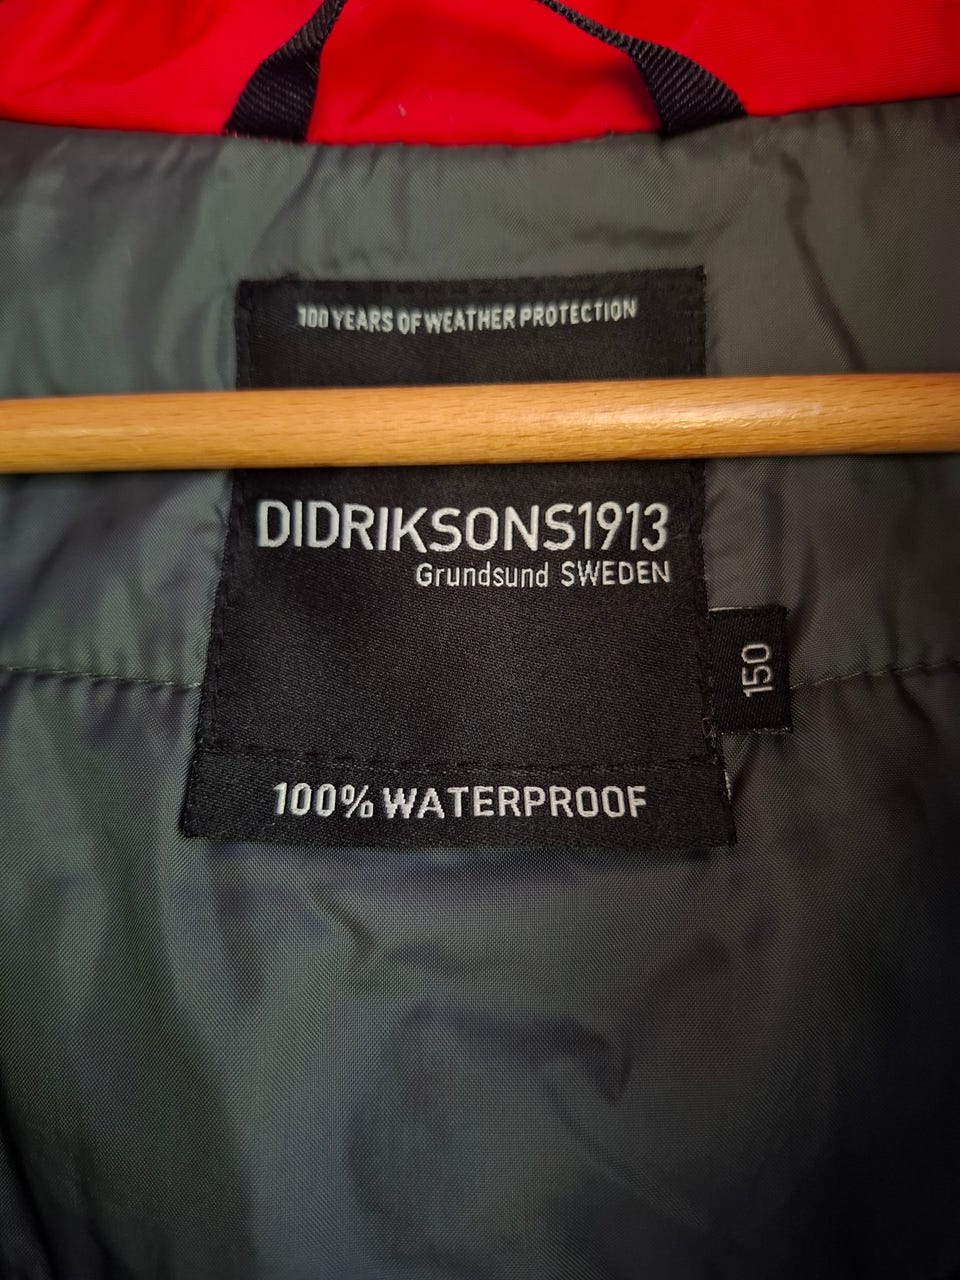 100 YEARS OF WEATHER PROTECTION
DIDRIKSONS1913
Grundsund SWEDEN
150
100% WATERPROOF